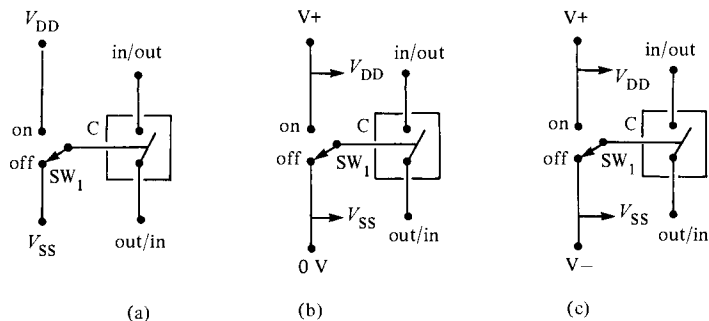 V_DD
in/out
on
C
off
SW_1
V_SS
out/in
(a)
V+
in/out
V_DD
on
C
off
SW_1
V_SS
out/in
0 V
(b)
V+
in/out
V_DD
on
C
off
SW_1
V_SS
out/in
V−
(c)